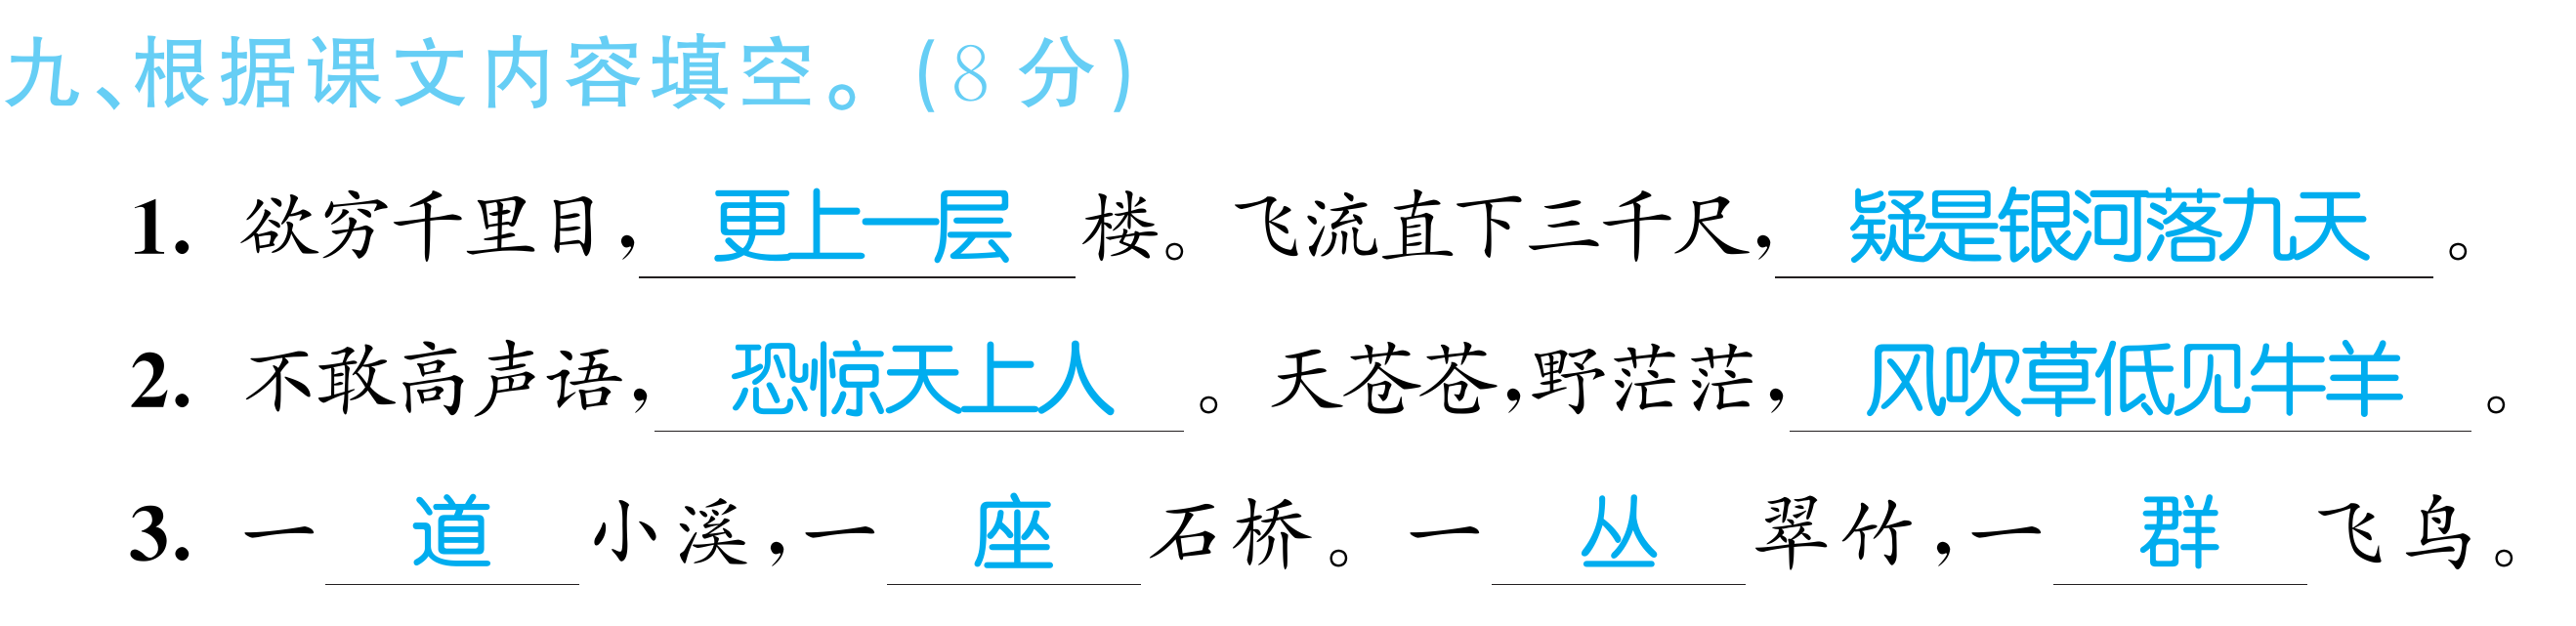 九、根据课文内容填空。(8分)
1. 欲穷千里目,更上一层楼。飞流直下三千尺,疑是银河落九天。
2. 不敢高声语,恐惊天上人。天苍苍,野茫茫,风吹草低见牛羊。
3. 一道小溪,一座石桥。一丛翠竹,一群飞鸟。